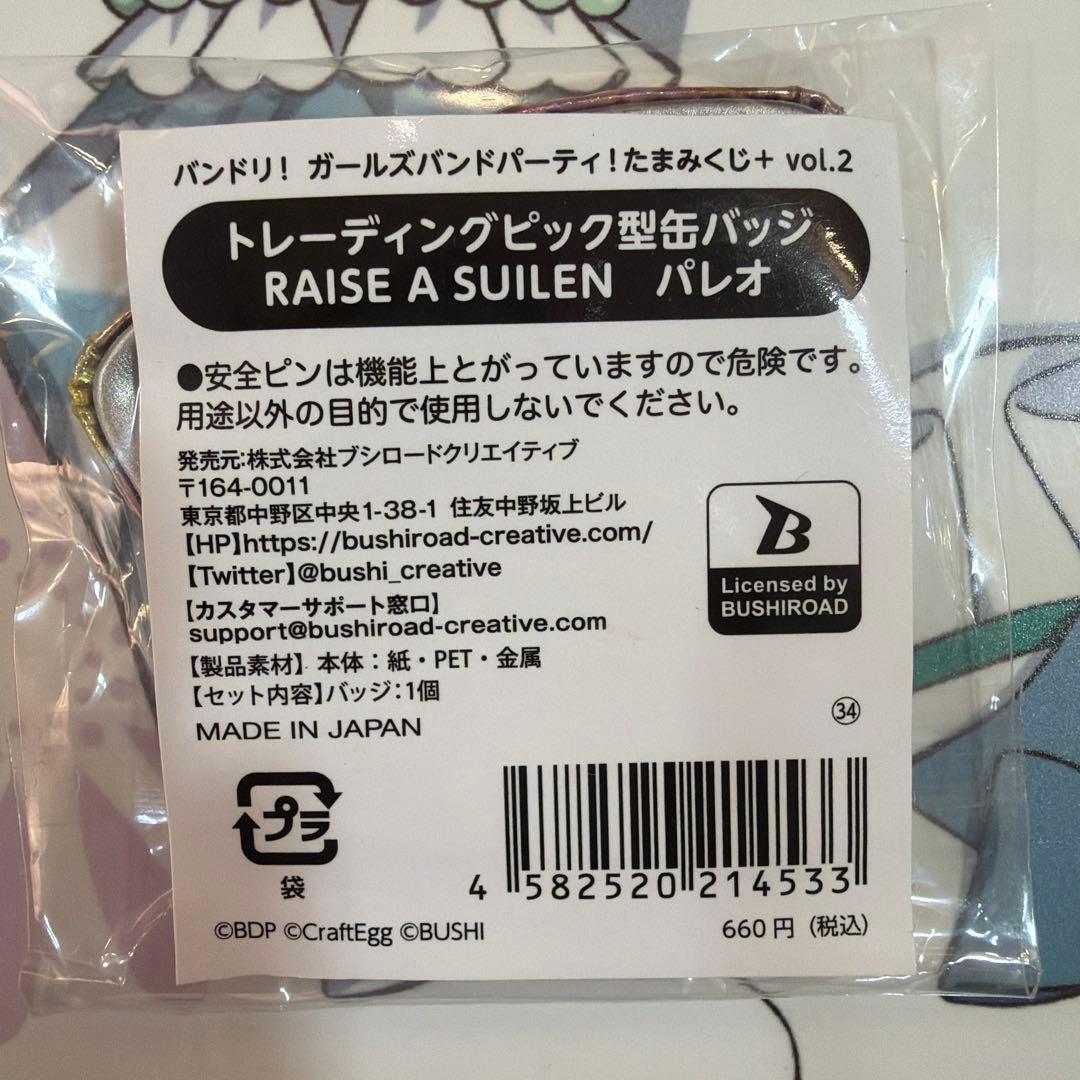 バンドリ！ ガールズバンドパーティ！たまみくじ＋ vol.2
トレーディングピック型缶バッジ
RAISE A SUILEN　パレオ
●安全ピンは機能上とがっていますので危険です。
用途以外の目的で使用しないでください。
発売元:株式会社ブシロードクリエイティブ
〒164-0011
東京都中野区中央1-38-1 住友中野坂上ビル
【HP】https://bushiroad-creative.com/
【Twitter】@bushi_creative
【カスタマーサポート窓口】
support@bushiroad-creative.com
【製品素材】本体：紙・PET・金属
【セット内容】バッジ：1個
MADE IN JAPAN
B
Licensed by
BUSHIROAD
㉞
プラ
袋
4 582520 214533
©BDP ©CraftEgg ©BUSHI
660円（税込）